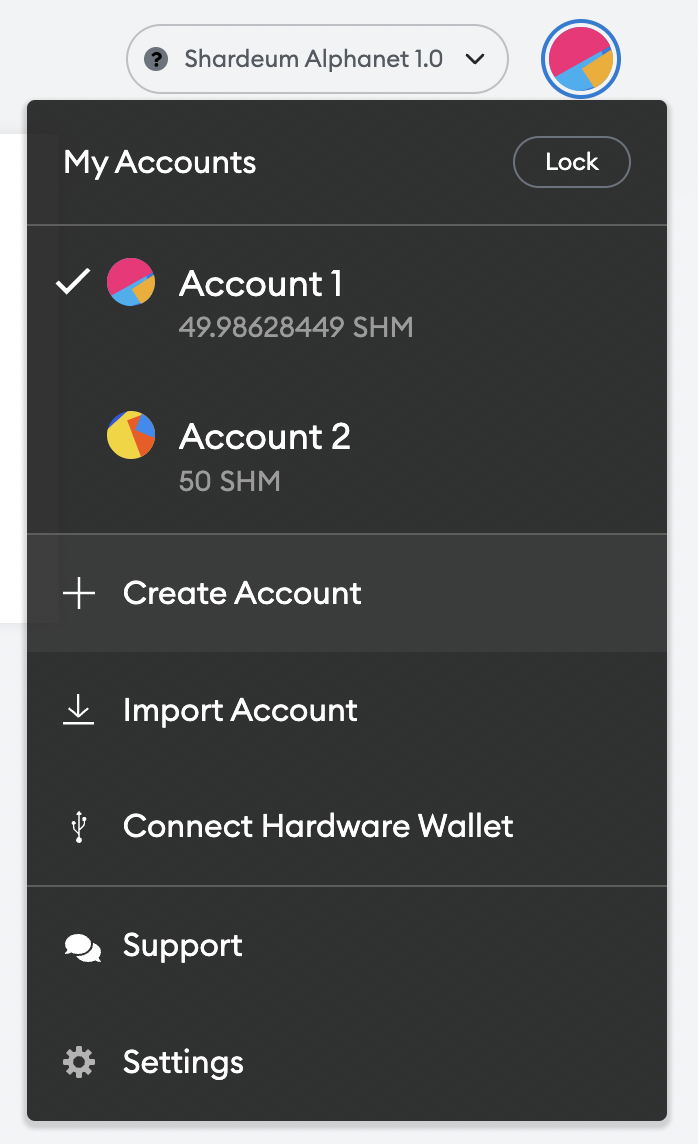 Shardeum Alphanet 1.0
My Accounts
Lock
Account 1
49.98628449 SHM
Account 2
50 SHM
Create Account
Import Account
Connect Hardware Wallet
Support
Settings